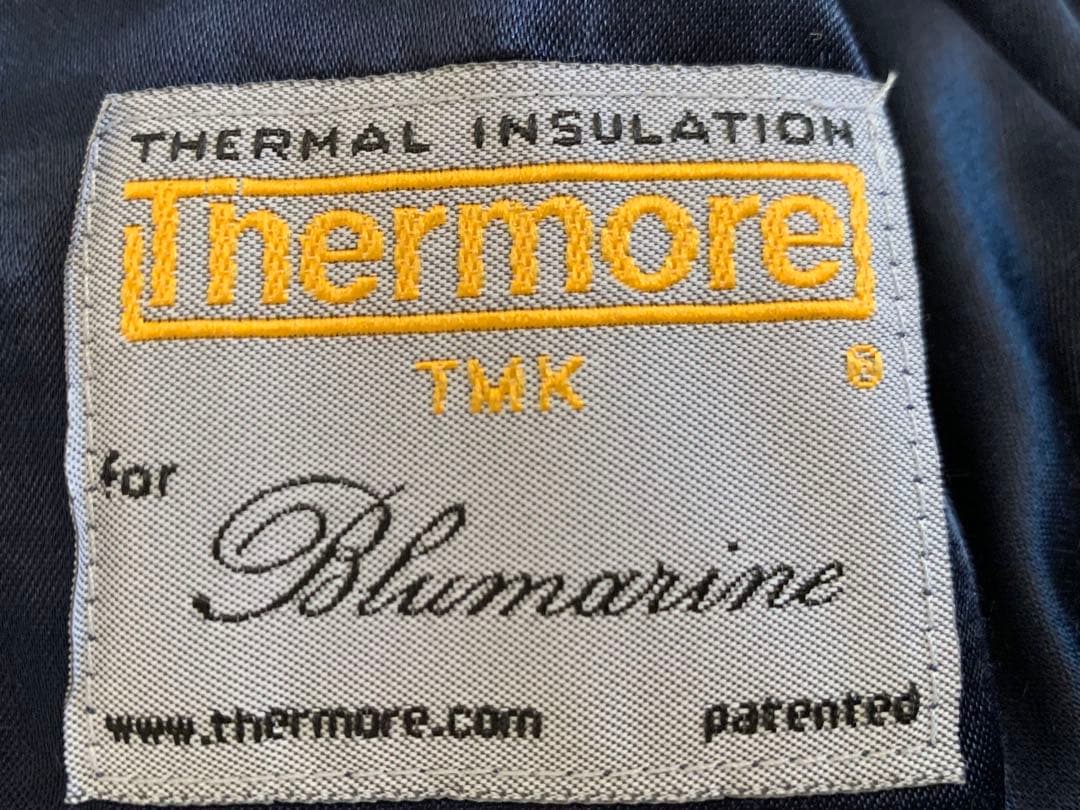 THERMAL INSULATION
Thermore
TMK ®
for
Blumarine
www.thermore.com patented